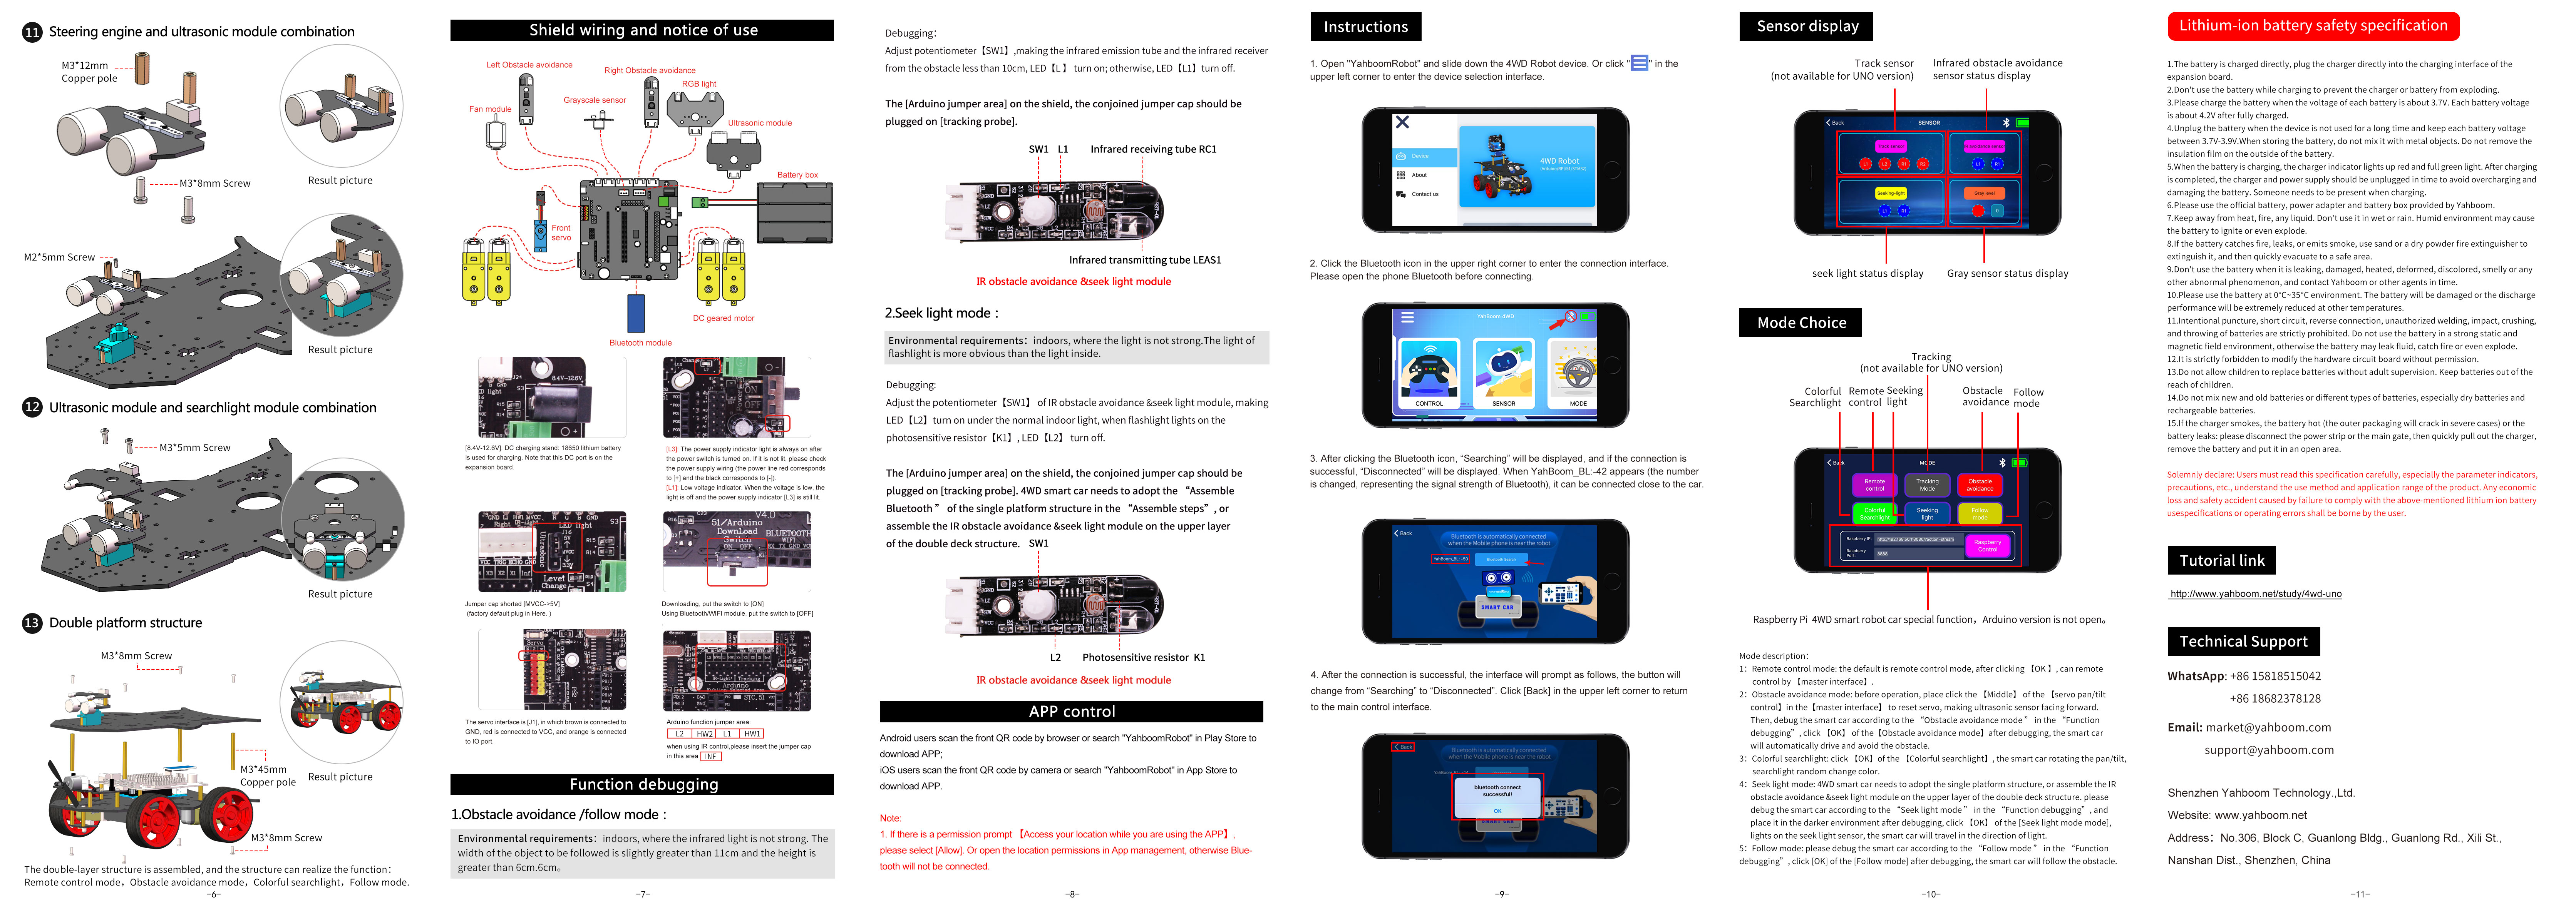 11 Steering engine and ultrasonic module combination
M3*12mm
Copper pole
M3*8mm Screw
Result picture
M2*5mm Screw
Result picture
12 Ultrasonic module and searchlight module combination
M3*5mm Screw
Result picture
13 Double platform structure
M3*8mm Screw
M3*45mm
Copper pole
Result picture
M3*8mm Screw
The double-layer structure is assembled, and the structure can realize the function:
Remote control mode, Obstacle avoidance mode, Colorful searchlight, Follow mode.
-6-
Shield wiring and notice of use
Left Obstacle avoidance
Right Obstacle avoidance
RGB light
Fan module
Grayscale sensor
Ultrasonic module
Battery box
Front
servo
DC geared motor
Bluetooth module
[8.4V-12.6V]: DC charging stand. 18650 lithium battery
is used for charging. Note that this DC port is on the
expansion board.
[L3]: The power supply indicator light is always on after
the power switch is turned on. If it is not lit, please check
the power supply wiring (the power line red corresponds
to [+] and the black corresponds to [-]).
[L1]: Low voltage indicator. When the voltage is low, the
light is off and the power supply indicator [L3] is still lit.
Jumper cap shorted [MVCC->5V]
(factory default plug in Here. )
Downloading, put the switch to [ON]
Using Bluetooth/WIFI module, put the switch to [OFF]
The servo interface is [J1], in which brown is connected to
GND, red is connected to VCC, and orange is connected
to IO port.
Arduino function jumper area:
L2 HW2 L1 HW1
when using IR control,please insert the jumper cap
in this area INF
Function debugging
1.Obstacle avoidance /follow mode：
Environmental requirements：indoors, where the infrared light is not strong. The
width of the object to be followed is slightly greater than 11cm and the height is
greater than 6cm.6cm。
-7-
Debugging：
Adjust potentiometer【SW1】,making the infrared emission tube and the infrared receiver
from the obstacle less than 10cm, LED【L】 turn on; otherwise, LED【L1】turn off.
The [Arduino jumper area] on the shield, the conjoined jumper cap should be
plugged on [tracking probe].
SW1 L1 Infrared receiving tube RC1
Infrared transmitting tube LEAS1
IR obstacle avoidance &seek light module
2.Seek light mode：
Environmental requirements：indoors, where the light is not strong.The light of
flashlight is more obvious than the light inside.
Debugging:
Adjust the potentiometer【SW1】 of IR obstacle avoidance &seek light module, making
LED【L2】turn on under the normal indoor light, when flashlight lights on the
photosensitive resistor【K1】, LED【L2】 turn off.
The [Arduino jumper area] on the shield, the conjoined jumper cap should be
plugged on [tracking probe]. 4WD smart car needs to adopt the “Assemble
Bluetooth ” of the single platform structure in the “Assemble steps”, or
assemble the IR obstacle avoidance &seek light module on the upper layer
of the double deck structure. SW1
L2 Photosensitive resistor K1
IR obstacle avoidance &seek light module
APP control
Android users scan the front QR code by browser or search "YahboomRobot" in Play Store to
download APP;
iOS users scan the front QR code by camera or search "YahboomRobot" in App Store to
download APP.
Note:
1. If there is a permission prompt 【Access your location while you are using the APP】,
please select [Allow]. Or open the location permissions in App management, otherwise Blue-
tooth will not be connected.
-8-
Instructions
1. Open "YahboomRobot" and slide down the 4WD Robot device. Or click " " in the
upper left corner to enter the device selection interface.
Device
About
Contact us
4WD Robot
2. Click the Bluetooth icon in the upper right corner to enter the connection interface.
Please open the phone Bluetooth before connecting.
Yahboom 4WD
CONTROL SENSOR MODE
3. After clicking the Bluetooth icon, “Searching” will be displayed, and if the connection is
successful, “Disconnected” will be displayed. When YahBoom_BL:-42 appears (the number
is changed, representing the signal strength of Bluetooth), it can be connected close to the car.
Back
Bluetooth is automatically connected
when the Mobile phone is near the robot
Bluetooth Search
SMART CAR
4. After the connection is successful, the interface will prompt as follows, the button will
change from “Searching” to “Disconnected”. Click [Back] in the upper left corner to return
to the main control interface.
Back
Bluetooth is automatically connected
when the Mobile phone is near the robot
bluetooth connect
successful!
OK
-9-
Sensor display
Track sensor
(not available for UNO version)
Infrared obstacle avoidance
sensor status display
Back SENSOR
Track sensor
L1 L2 R1 R2
L1 R1
Seeking-light
L1 R1
Gray level
0
seek light status display
Gray sensor status display
Mode Choice
Tracking
(not available for UNO version)
Colorful
Searchlight
Remote
control
Seeking
light
Obstacle
avoidance
Follow
mode
Back MODE
Remote
control
Tracking
Mode
Obstacle
avoidance
Colorful
Searchlight
Seeking
light
Follow
mode
Raspberry IP:
Raspberry
Port:
Raspberry
Control
Raspberry Pi 4WD smart robot car special function，Arduino version is not open。
Mode description：
1：Remote control mode: the default is remote control mode, after clicking 【OK】, can remote
control by 【master interface】.
2：Obstacle avoidance mode: before operation, place click the 【Middle】 of the 【servo pan/tilt
control】in the【master interface】 to reset servo, making ultrasonic sensor facing forward.
Then, debug the smart car according to the “Obstacle avoidance mode ” in the “Function
debugging”, click 【OK】 of the【Obstacle avoidance mode】after debugging, the smart car
will automatically drive and avoid the obstacle.
3：Colorful searchlight: click 【OK】of the 【Colorful searchlight】, the smart car rotating the pan/tilt,
searchlight random change color.
4：Seek light mode: 4WD smart car needs to adopt the single platform structure, or assemble the IR
obstacle avoidance &seek light module on the upper layer of the double deck structure. please
debug the smart car according to the “Seek light mode ” in the “Function debugging”, and
place it in the darker environment after debugging, click 【OK】 of the [Seek light mode mode],
lights on the seek light sensor, the smart car will travel in the direction of light.
5：Follow mode: please debug the smart car according to the “Follow mode ” in the “Function
debugging”, click [OK] of the [Follow mode] after debugging, the smart car will follow the obstacle.
-10-
Lithium-ion battery safety specification
1.The battery is charged directly, plug the charger directly into the charging interface of the
expansion board.
2.Don't use the battery while charging to prevent the charger or battery from exploding.
3.Please charge the battery when the voltage of each battery is about 3.7V. Each battery voltage
is about 4.2V after fully charged.
4.Unplug the battery when the device is not used for a long time and keep each battery voltage
between 3.7V-3.9V.When storing the battery, do not mix it with metal objects. Do not remove the
insulation film on the outside of the battery.
5.When the battery is charging, the charger indicator lights up red and full green light. After charging
is completed, the charger and power supply should be unplugged in time to avoid overcharging and
damaging the battery. Someone needs to be present when charging.
6.Please use the official battery, power adapter and battery box provided by Yahboom.
7.Keep away from heat, fire, any liquid. Don't use it in wet or rain. Humid environment may cause
the battery to ignite or even explode.
8.If the battery catches fire, leaks, or emits smoke, use sand or a dry powder fire extinguisher to
extinguish it, and then quickly evacuate to a safe area.
9.Don't use the battery when it is leaking, damaged, heated, deformed, discolored, smelly or any
other abnormal phenomenon, and contact Yahboom or other agents in time.
10.Please use the battery at 0°C~35°C environment. The battery will be damaged or the discharge
performance will be extremely reduced at other temperatures.
11.Intentional puncture, short circuit, reverse connection, unauthorized welding, impact, crushing,
and throwing of batteries are strictly prohibited. Do not use the battery in a strong static and
magnetic field environment, otherwise the battery may leak fluid, catch fire or even explode.
12.It is strictly forbidden to modify the hardware circuit board without permission.
13.Do not allow children to replace batteries without adult supervision. Keep batteries out of the
reach of children.
14.Do not mix new and old batteries or different types of batteries, especially dry batteries and
rechargeable batteries.
15.If the charger smokes, the battery hot (the outer packaging will crack in severe cases) or the
battery leaks: please disconnect the power strip or the main gate, then quickly pull out the charger,
remove the battery and put it in an open area.
Solemnly declare: Users must read this specification carefully, especially the parameter indicators,
precautions, etc., understand the use method and application range of the product. Any economic
loss and safety accident caused by failure to comply with the above-mentioned lithium ion battery
usespecifications or operating errors shall be borne by the user.
Tutorial link
http://www.yahboom.net/study/4wd-uno
Technical Support
WhatsApp: +86 15818515042
+86 18682378128
Email: market@yahboom.com
support@yahboom.com
Shenzhen Yahboom Technology.,Ltd.
Website: www.yahboom.net
Address：No.306, Block C, Guanlong Bldg., Guanlong Rd., Xili St.,
Nanshan Dist., Shenzhen, China
-11-